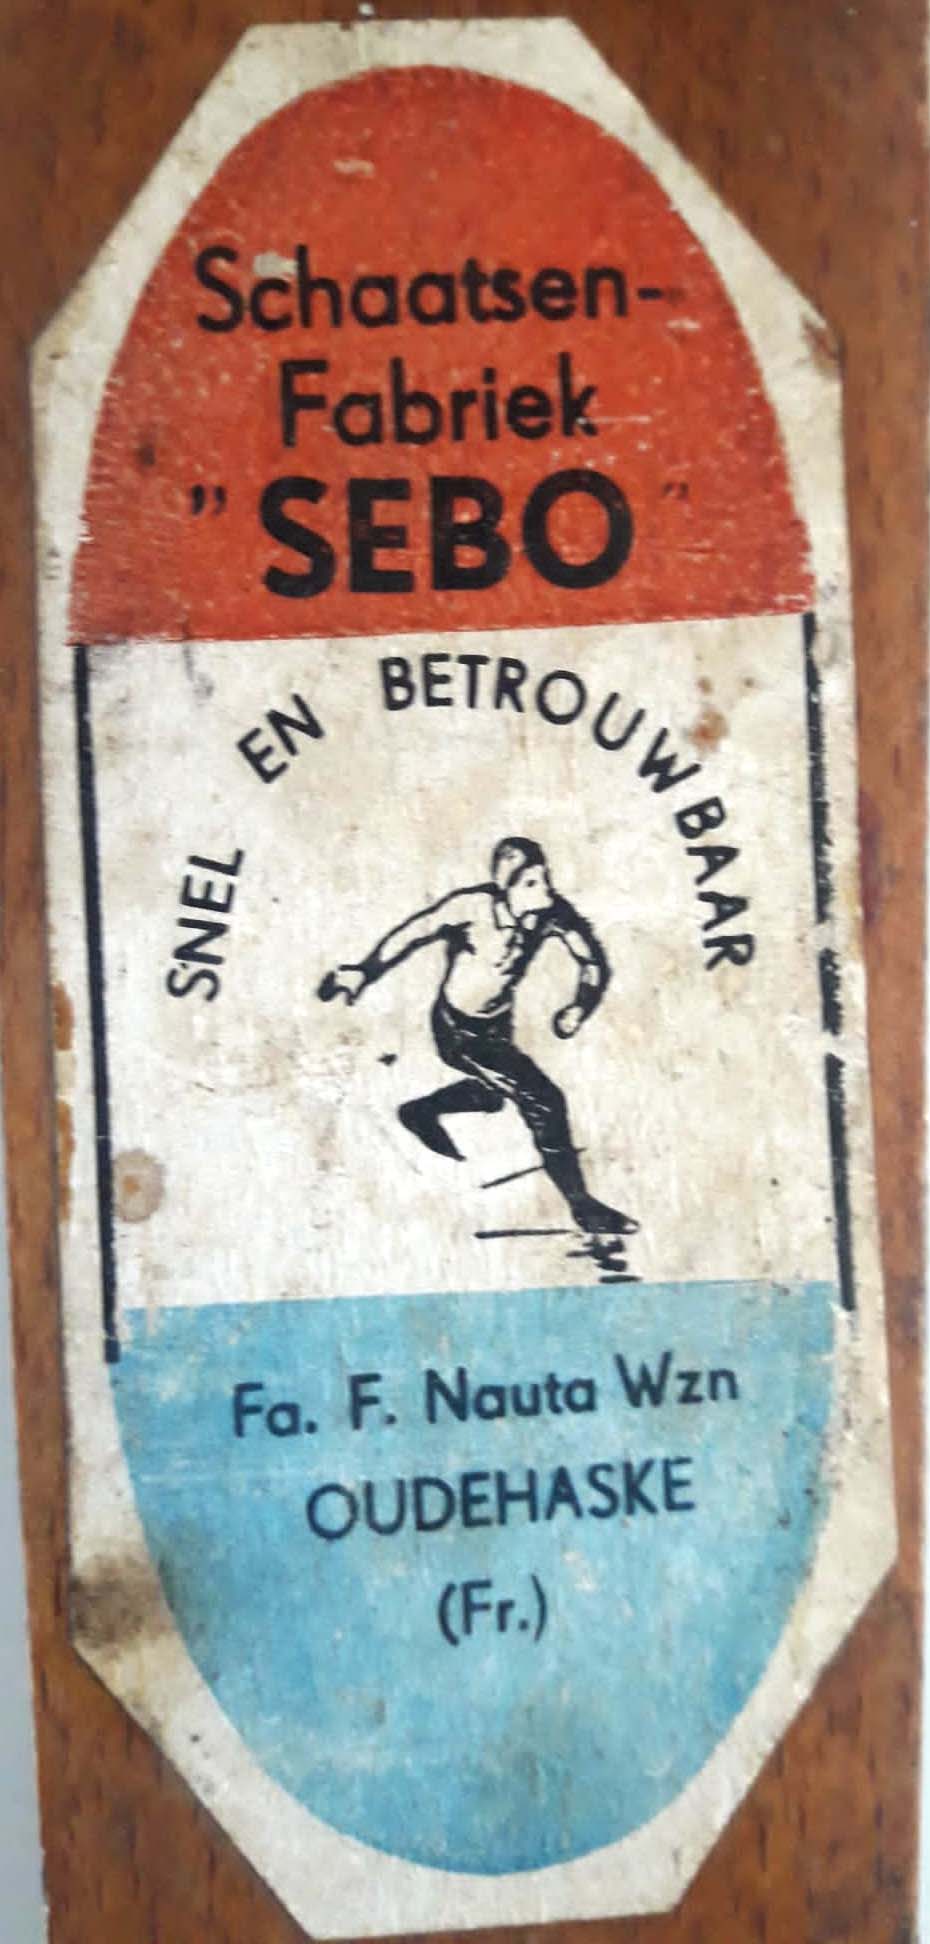 Schaatsen-
Fabriek
"SEBO"
SNEL EN BETROUWBAAR
Fa. F. Nauta Wzn
OUDEHASKE
(Fr.)